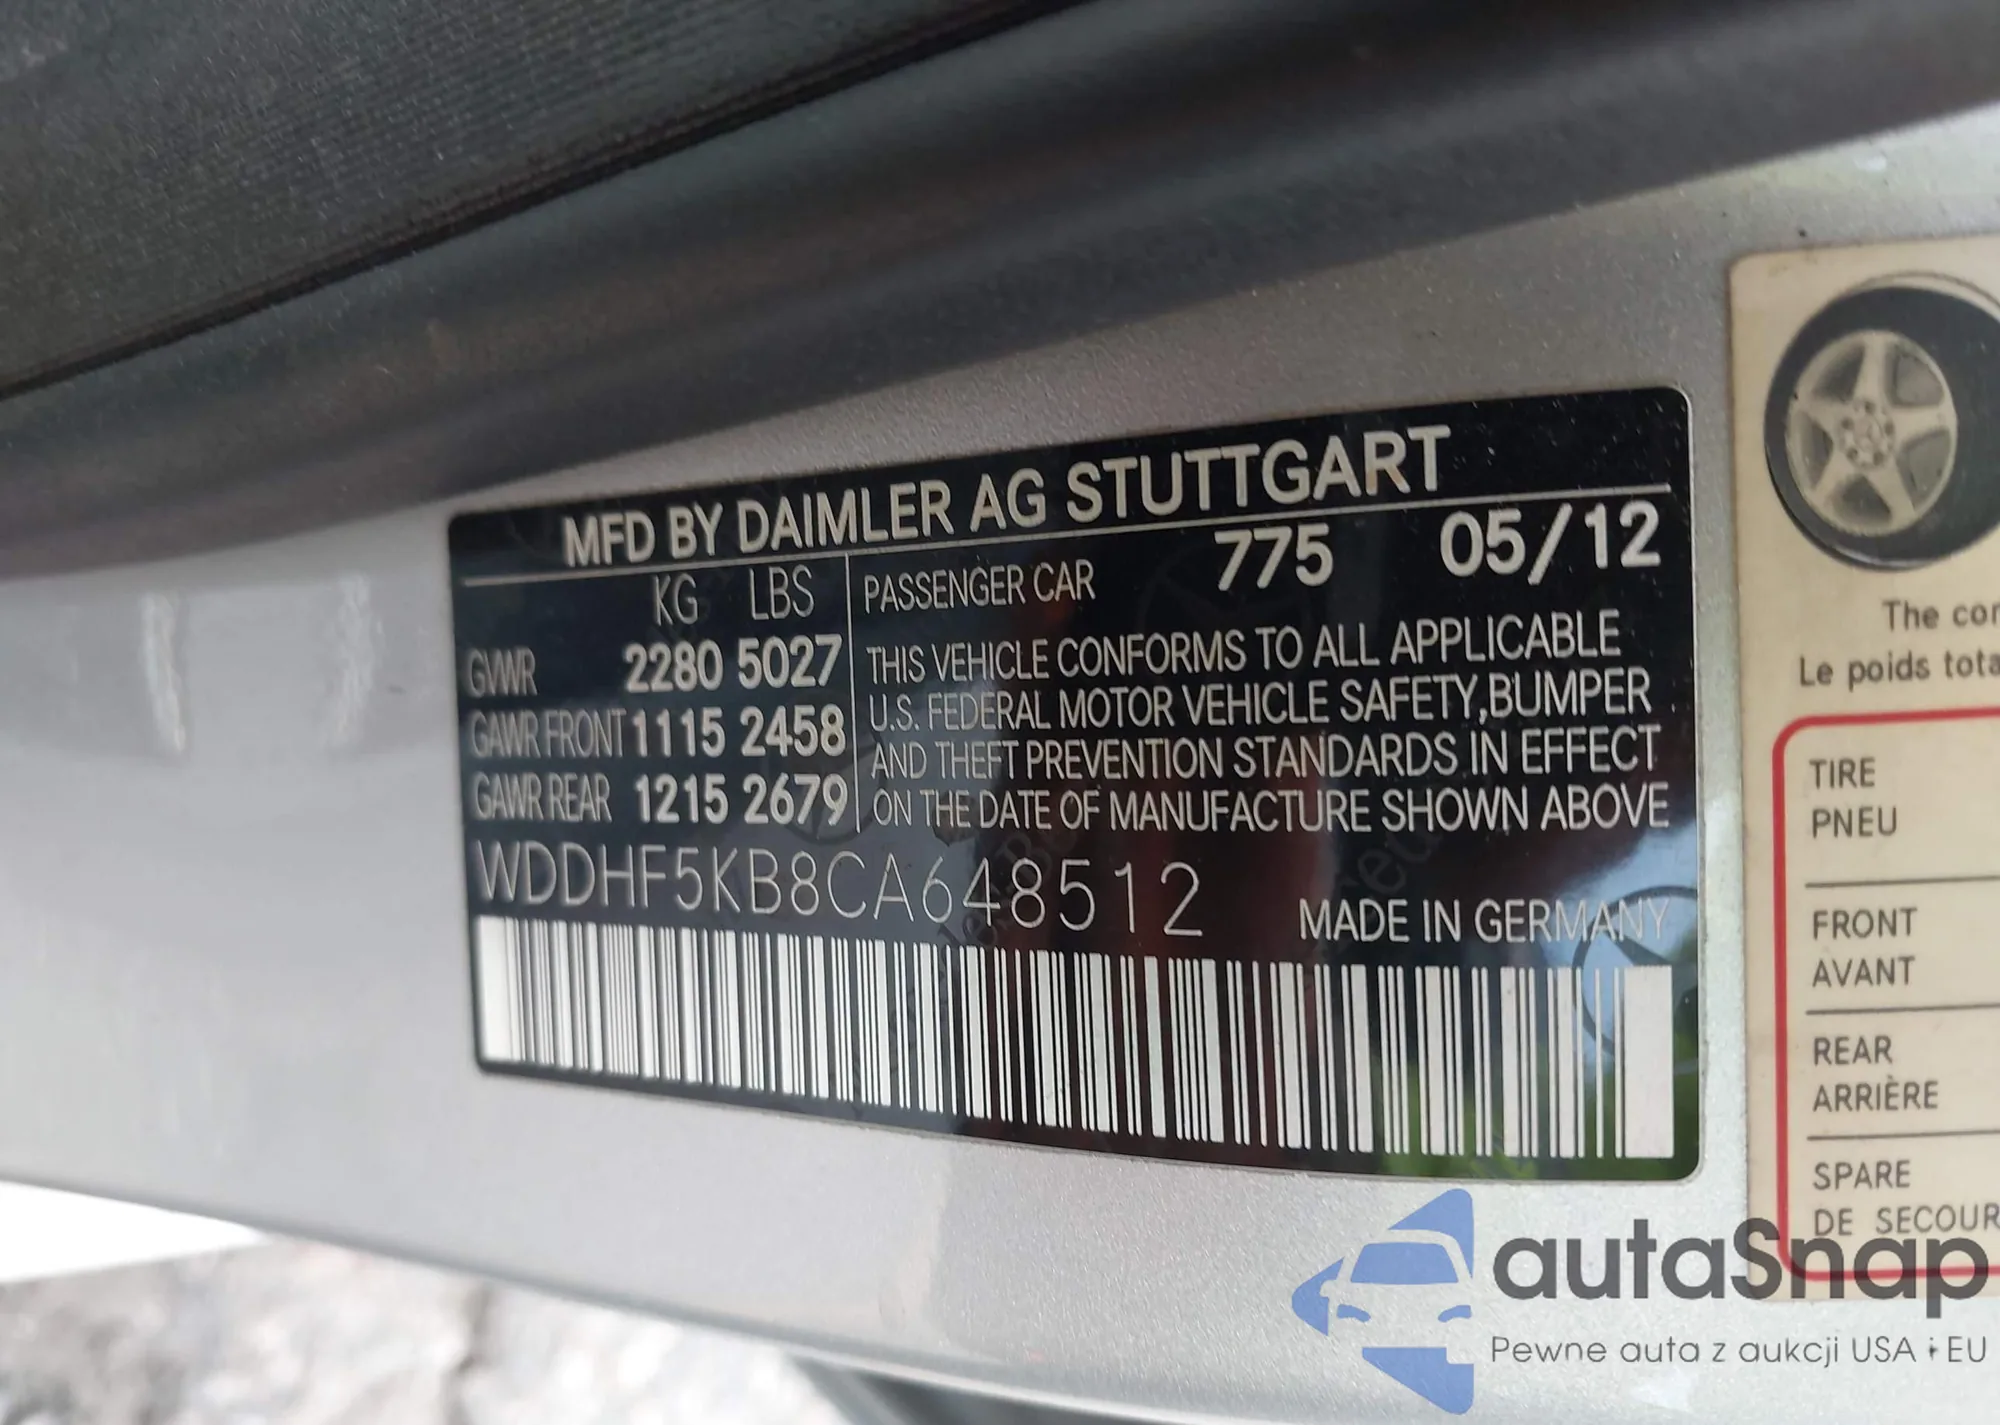 MFD BY DAIMLER AG STUTTGART
KG LBS
GVWR 2280 5027
GAWR FRONT 1115 2458
GAWR REAR 1215 2679
PASSENGER CAR 775 05/12
THIS VEHICLE CONFORMS TO ALL APPLICABLE
U.S. FEDERAL MOTOR VEHICLE SAFETY,BUMPER
AND THEFT PREVENTION STANDARDS IN EFFECT
ON THE DATE OF MANUFACTURE SHOWN ABOVE
WDDHF5KB8CA648512
MADE IN GERMANY
The
Le poids
TIRE
PNEU
FRONT
AVANT
REAR
ARRIÈRE
SPARE
DE
autaSnap
Pewne auta z aukcji USA i EU